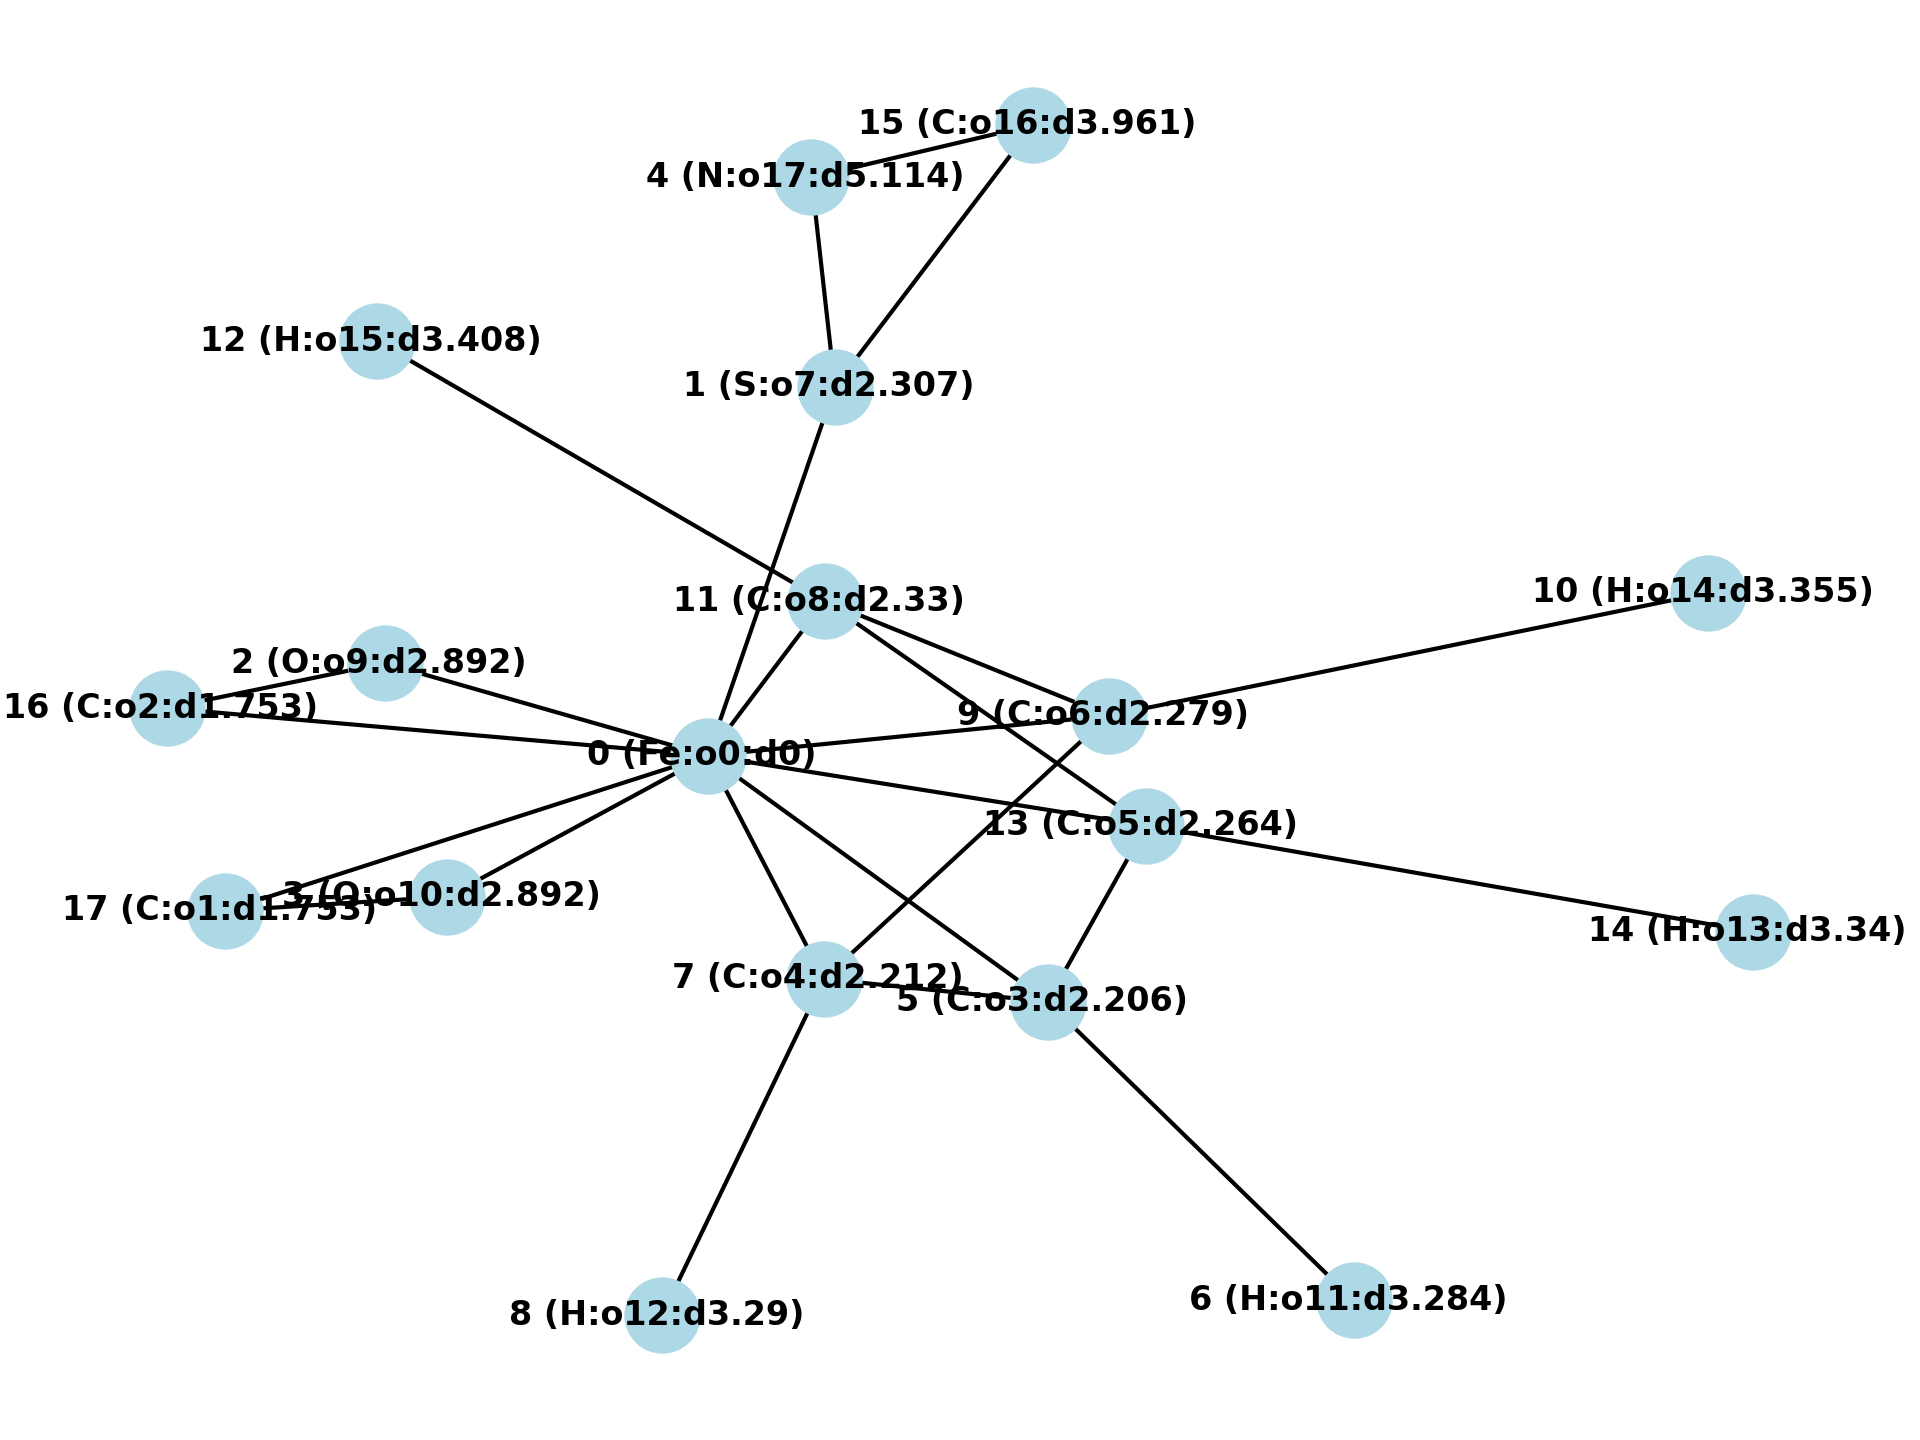 15 (C:o16:d3.961)
4 (N:o17:d5.114)
12 (H:o15:d3.408)
1 (S:o7:d2.307)
10 (H:o14:d3.355)
11 (C:o8:d2.33)
2 (O:o9:d2.892)
16 (C:o2:d1.753)
9 (C:o6:d2.279)
0 (Fe:o0:d0)
13 (C:o5:d2.264)
3 (O:o10:d2.892)
17 (C:o1:d1.753)
14 (H:o13:d3.34)
7 (C:o4:d2.212)
5 (C:o3:d2.206)
6 (H:o11:d3.284)
8 (H:o12:d3.29)